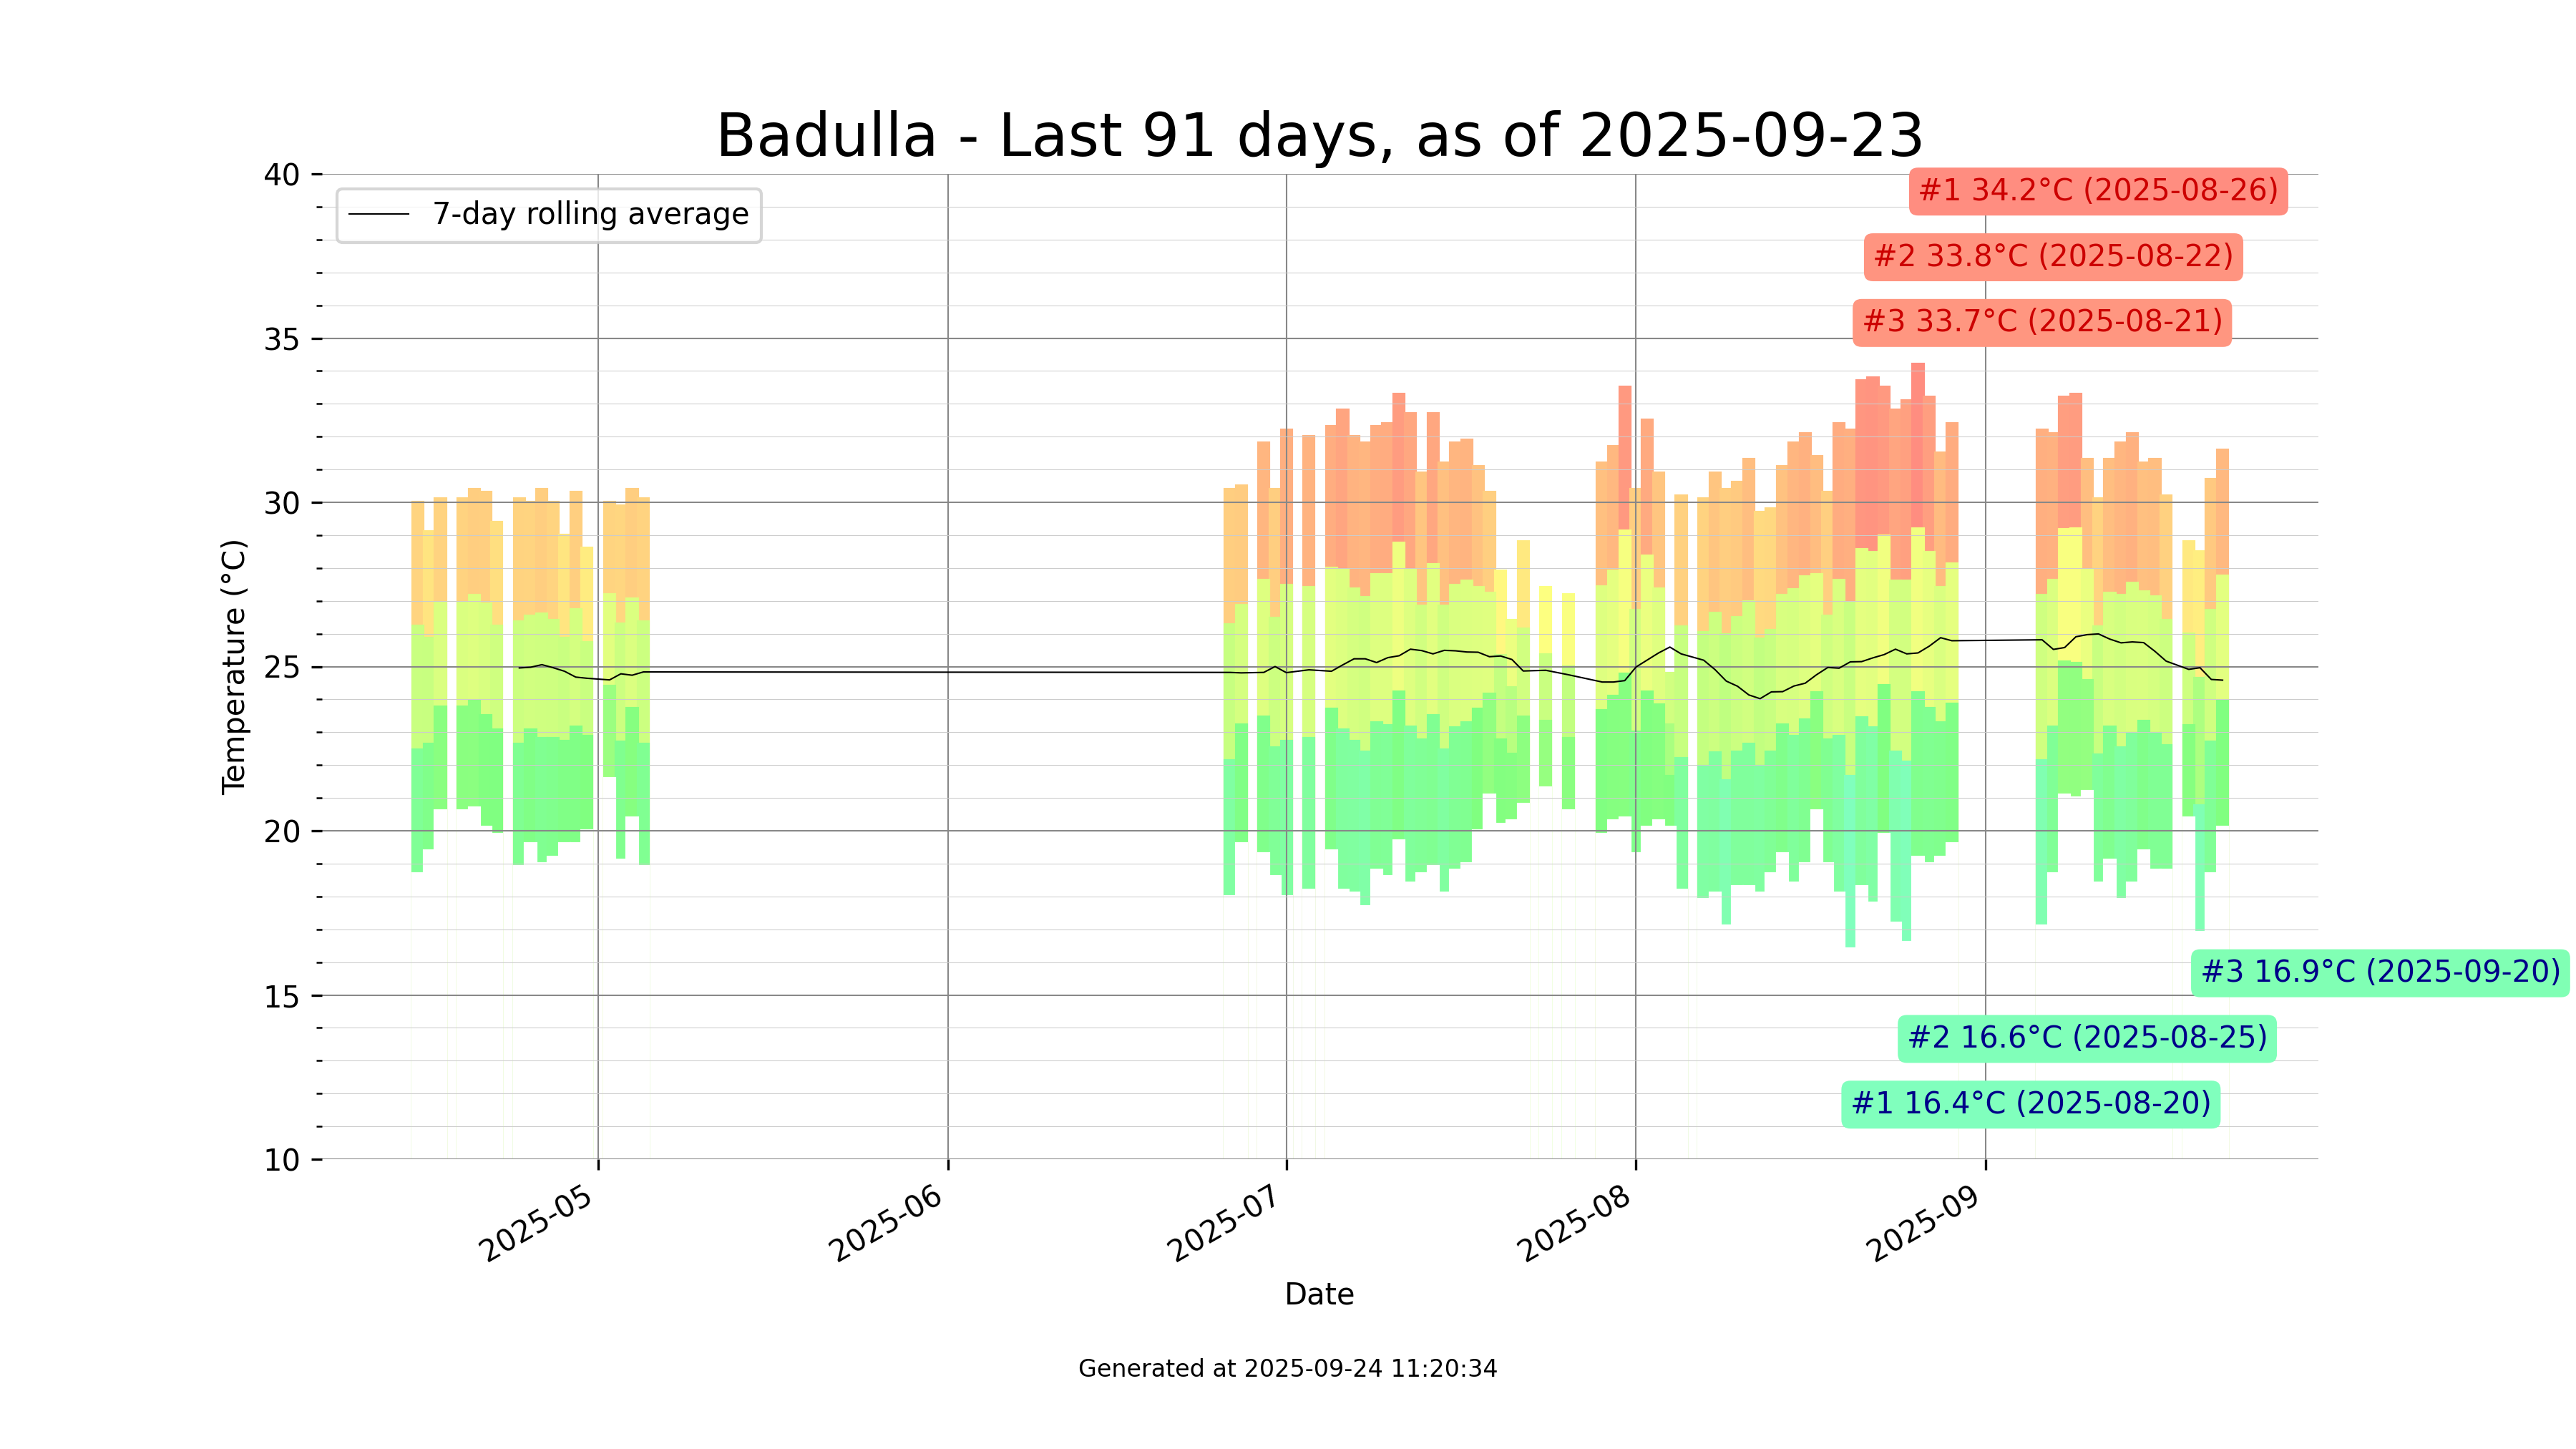 Badulla - Last 91 days, as of 2025-09-23
7-day rolling average
#1 34.2°C (2025-08-26)
#2 33.8°C (2025-08-22)
#3 33.7°C (2025-08-21)
40
35
30
25
20
15
10
Temperature (°C)
#3 16.9°C (2025-09-20)
#2 16.6°C (2025-08-25)
#1 16.4°C (2025-08-20)
2025-05
2025-06
2025-07
2025-08
2025-09
Date
Generated at 2025-09-24 11:20:34